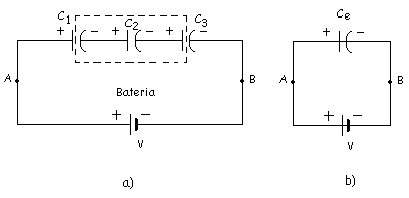 C1 C2 C3
+ - + - + -
A B
Bateria
+ -
V
a)
Ce
+ -
A B
+ -
V
b)